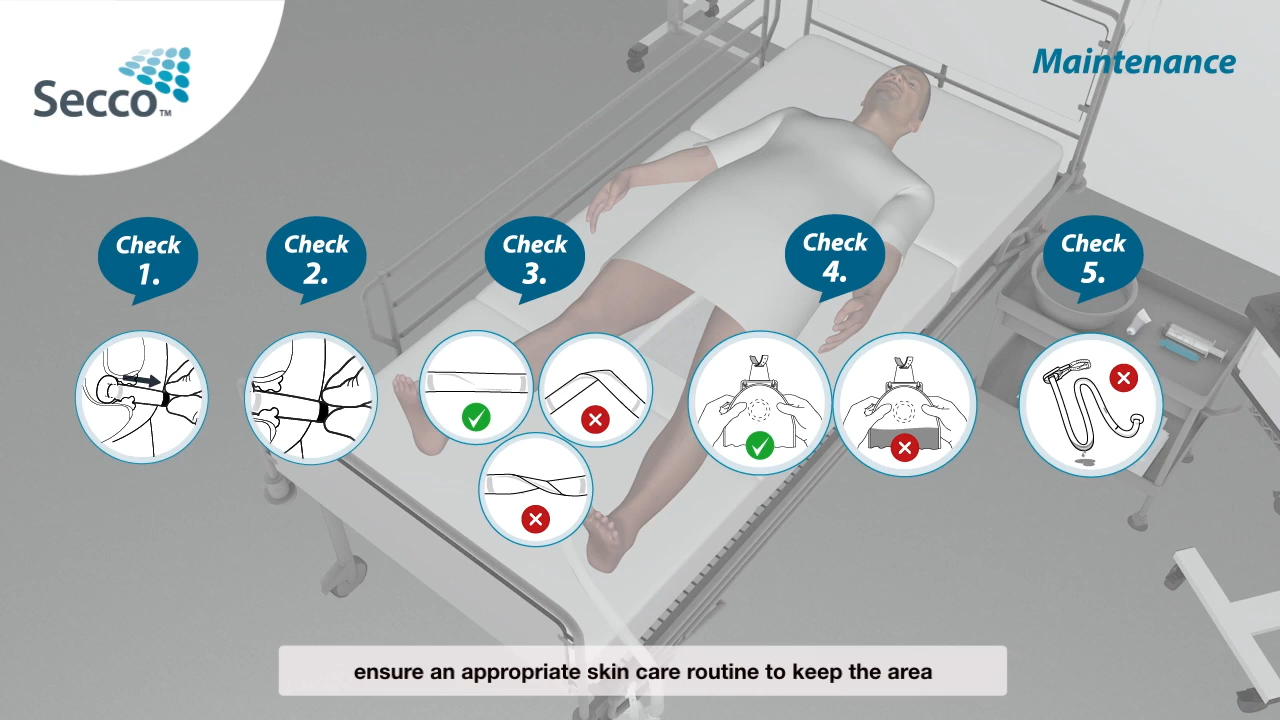 Secco™
Maintenance
Check
1.
Check
2.
Check
3.
Check
4.
Check
5.
ensure an appropriate skin care routine to keep the area